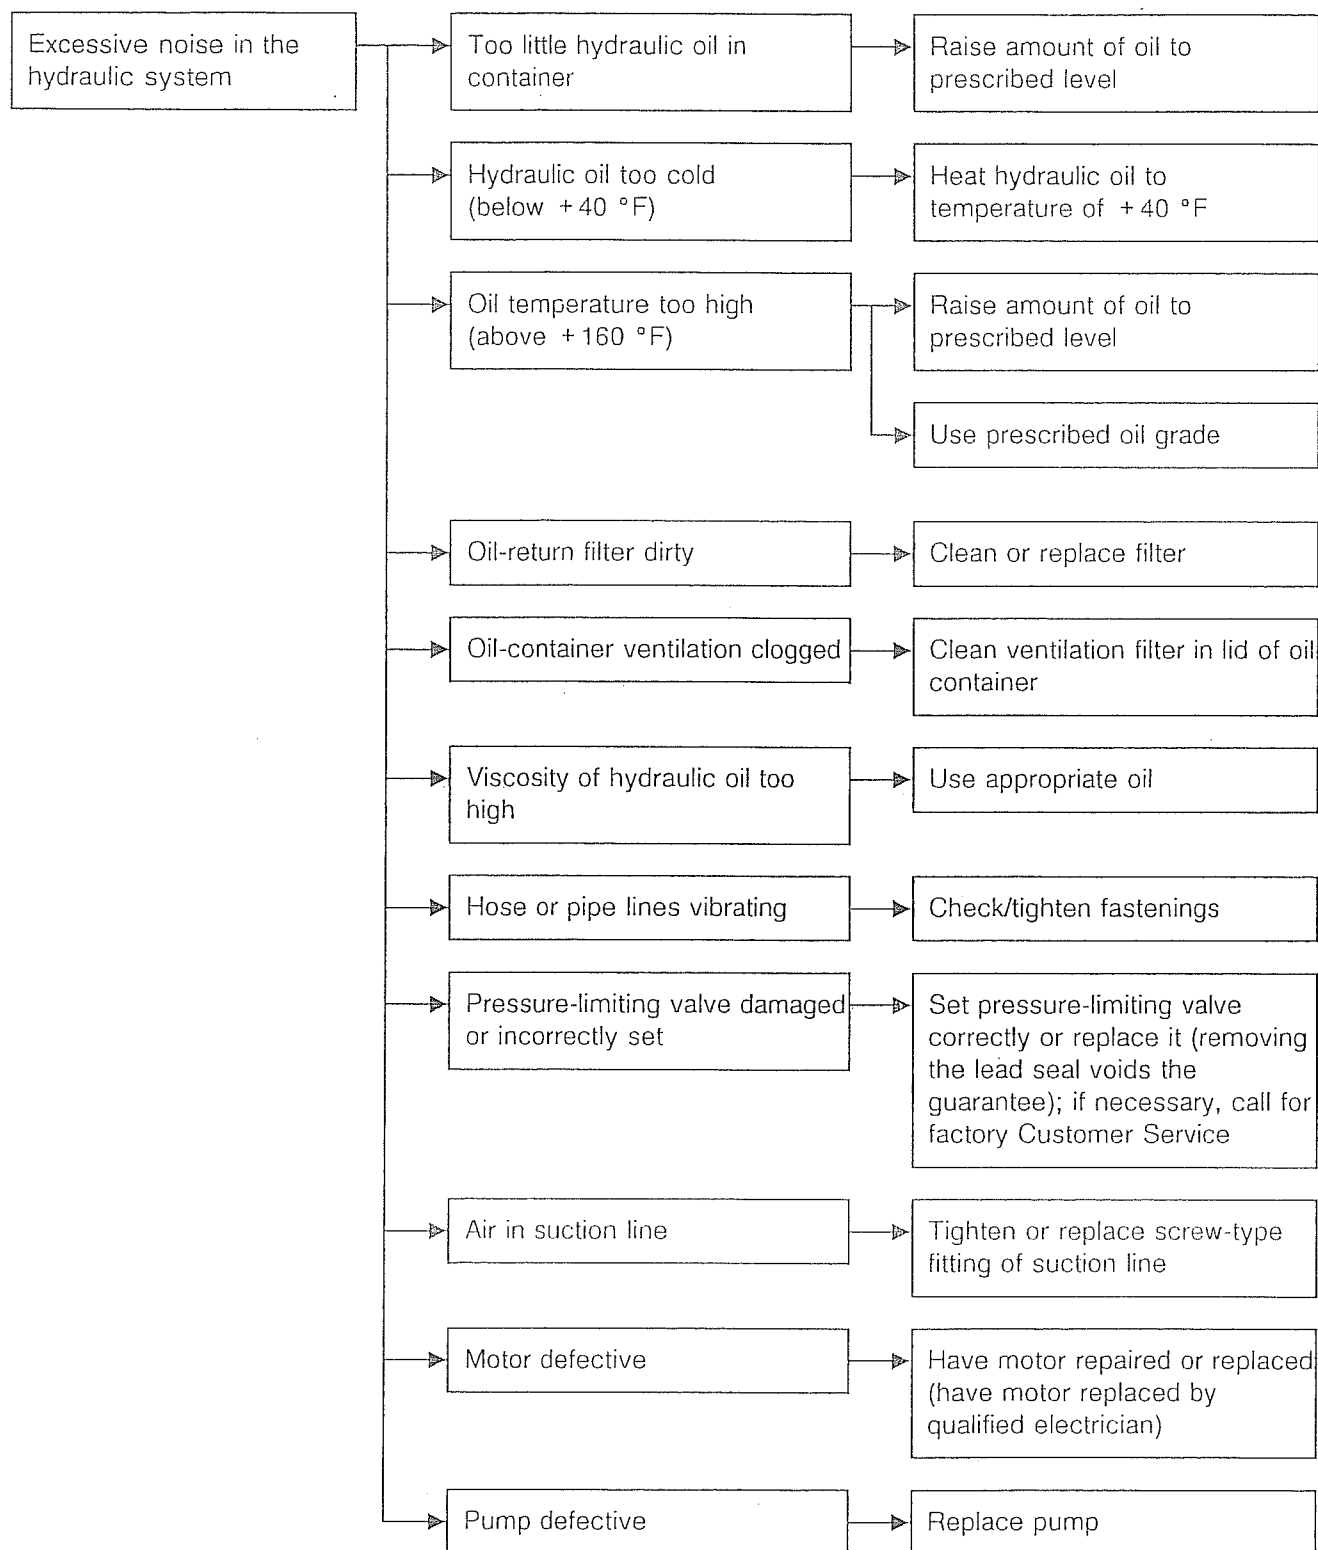 Excessive noise in the
hydraulic system
Too little hydraulic oil in
container
Raise amount of oil to
prescribed level
Hydraulic oil too cold
(below +40 °F)
Heat hydraulic oil to
temperature of +40 °F
Oil temperature too high
(above +160 °F)
Raise amount of oil to
prescribed level
Use prescribed oil grade
Oil-return filter dirty
Clean or replace filter
Oil-container ventilation clogged
Clean ventilation filter in lid of oil
container
Viscosity of hydraulic oil too
high
Use appropriate oil
Hose or pipe lines vibrating
Check/tighten fastenings
Pressure-limiting valve damaged
or incorrectly set
Set pressure-limiting valve
correctly or replace it (removing
the lead seal voids the
guarantee); if necessary, call for
factory Customer Service
Air in suction line
Tighten or replace screw-type
fitting of suction line
Motor defective
Have motor repaired or replaced
(have motor replaced by
qualified electrician)
Pump defective
Replace pump